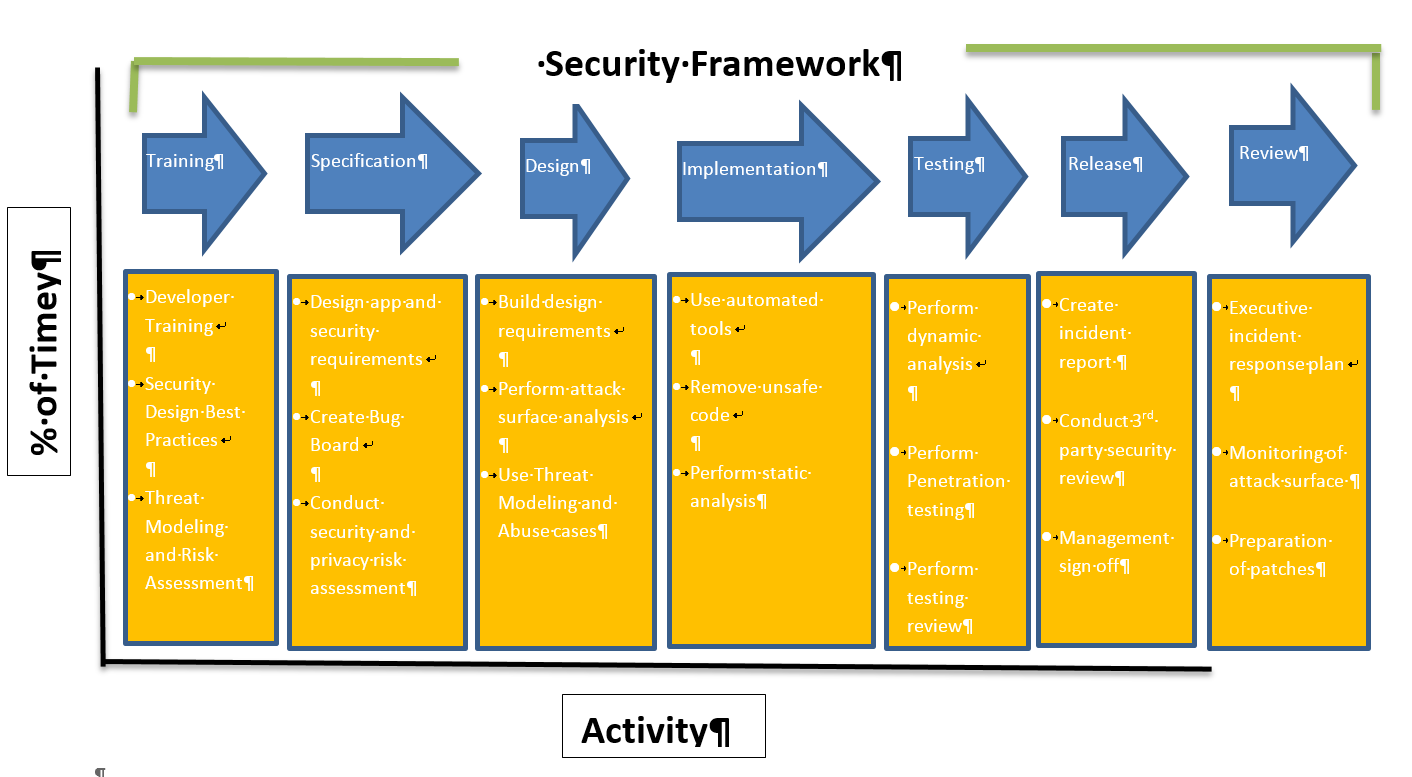 Security Framework¶
Training¶
Specification¶
Design¶
Implementation¶
Testing¶
Release¶
Review¶
% of Timey¶
Developer
Training
¶
Security
Design Best
Practices
¶
Threat
Modeling
and Risk
Assessment¶
Design app and
security
requirements
¶
Create Bug
Board
¶
Conduct
security and
privacy risk
assessment¶
Build design
requirements
¶
Perform attack
surface analysis
¶
Use Threat
Modeling and
Abuse cases¶
Use automated
tools
¶
Remove unsafe
code
¶
Perform static
analysis¶
Perform
dynamic
analysis
¶
Perform
Penetration
testing¶
Perform
testing
review¶
Create
incident
report ¶
Conduct 3rd
party security
review¶
Management
sign off¶
Executive
incident
response plan
¶
Monitoring of
attack surface ¶
Preparation
of patches¶
Activity¶
¶